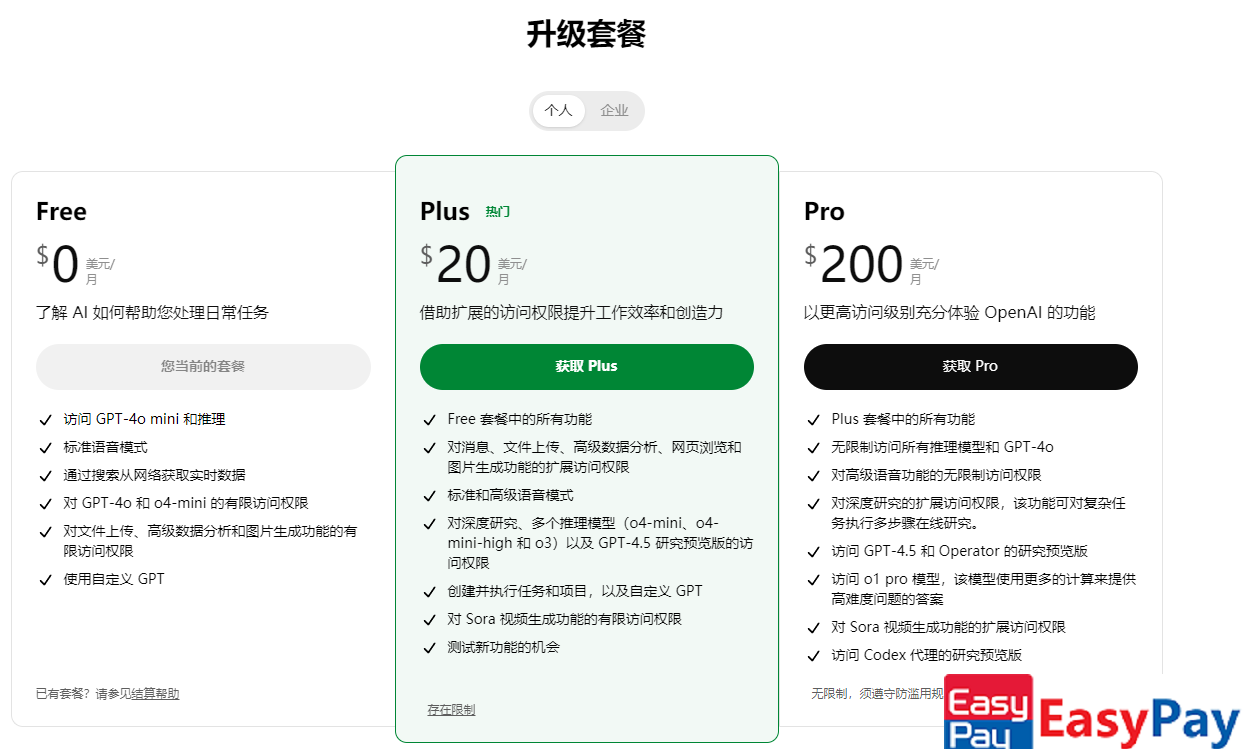 升级套餐
个人
企业
Free
$0 美元/
月
了解 AI 如何帮助您处理日常任务
您当前的套餐
访问 GPT-4o mini 和推理
标准语音模式
通过搜索从网络获取实时数据
对 GPT-4o 和 o4-mini 的有限访问权限
对文件上传、高级数据分析和图片生成功能的有
限访问权限
使用自定义 GPT
已有套餐？请参见结算帮助
Plus 热门
$20 美元/
月
借助扩展的访问权限提升工作效率和创造力
获取 Plus
Free 套餐中的所有功能
对消息、文件上传、高级数据分析、网页浏览和
图片生成功能的扩展访问权限
标准和高级语音模式
对深度研究、多个推理模型（o4-mini、o4-
mini-high 和 o3）以及 GPT-4.5 研究预览版的访
问权限
创建并执行任务和项目，以及自定义 GPT
对 Sora 视频生成功能的有限访问权限
测试新功能的机会
存在限制
Pro
$200 美元/
月
以更高访问级别充分体验 OpenAI 的功能
获取 Pro
Plus 套餐中的所有功能
无限制访问所有推理模型和 GPT-4o
对高级语音功能的无限制访问权限
对深度研究的扩展访问权限，该功能可对复杂任
务执行多步骤在线研究。
访问 GPT-4.5 和 Operator 的研究预览版
访问 o1 pro 模型，该模型使用更多的计算来提供
高难度问题的答案
对 Sora 视频生成功能的扩展访问权限
访问 Codex 代理的研究预览版
无限制，须遵守防滥用规
Easy
Pay
EasyPay